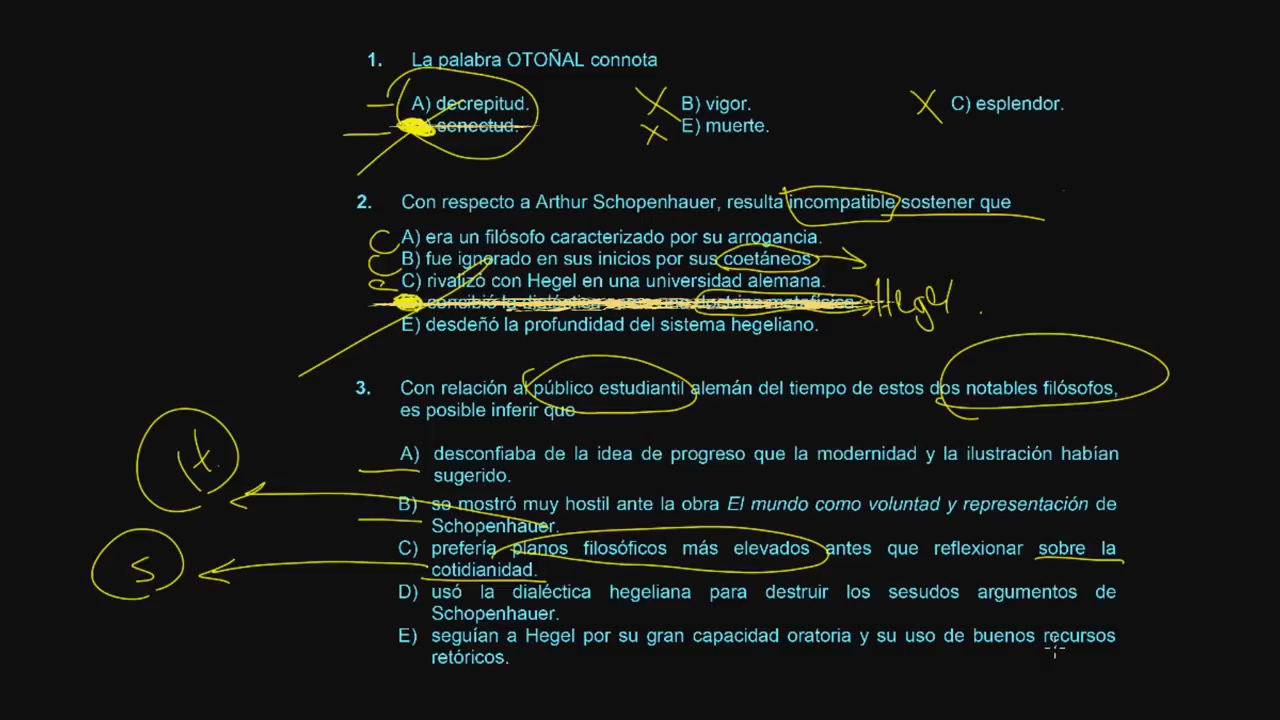 1. La palabra OTOÑAL connota
A) decrepitud. B) vigor. C) esplendor.
senectud. E) muerte.
2. Con respecto a Arthur Schopenhauer, resulta incompatible sostener que
A) era un filósofo caracterizado por su arrogancia.
B) fue ignorado en sus inicios por sus coetáneos.
C) rivalizó con Hegel en una universidad alemana.
concibió la dialéctica doctrina metafísica. Hegel
E) desdeñó la profundidad del sistema hegeliano.
3. Con relación al público estudiantil alemán del tiempo de estos dos notables filósofos,
es posible inferir que
A) desconfiaba de la idea de progreso que la modernidad y la ilustración habían
sugerido.
B) se mostró muy hostil ante la obra El mundo como voluntad y representación de
Schopenhauer.
C) prefería planos filosóficos más elevados antes que reflexionar sobre la
cotidianidad.
D) usó la dialéctica hegeliana para destruir los sesudos argumentos de
Schopenhauer.
E) seguían a Hegel por su gran capacidad oratoria y su uso de buenos recursos
retóricos.
H
S